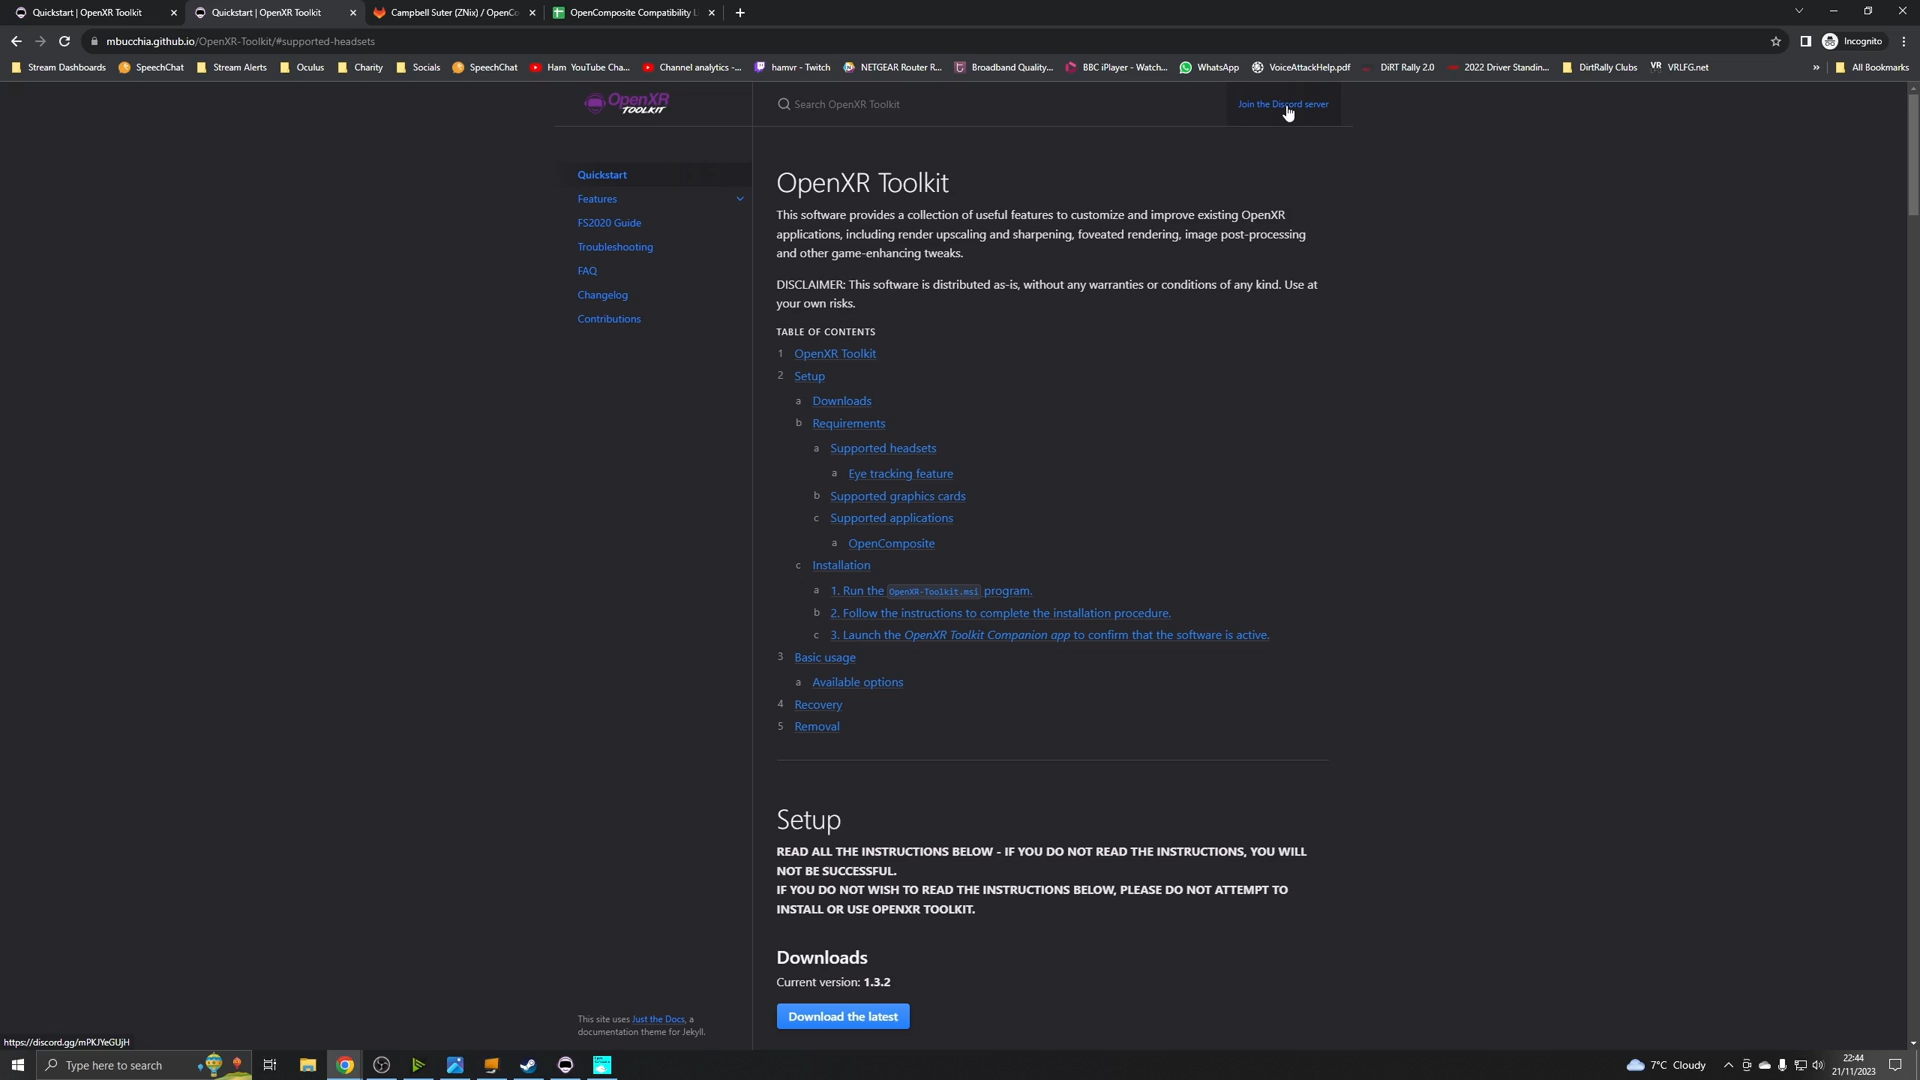 Quickstart | OpenXR Toolkit
Quickstart | OpenXR Toolkit
Campbell Suter (ZNix) / OpenCo
OpenComposite Compatibility L
mbucchia.github.io/OpenXR-Toolkit/#supported-headsets
Incognito
Stream Dashboards
SpeechChat
Stream Alerts
Oculus
Charity
Socials
SpeechChat
Ham YouTube Cha...
Channel analytics -...
hamvr - Twitch
NETGEAR Router R...
Broadband Quality...
BBC iPlayer - Watch...
WhatsApp
VoiceAttackHelp.pdf
DiRT Rally 2.0
2022 Driver Standin...
DirtRally Clubs
VR VRLFG.net
»
All Bookmarks
OpenXR
TOOLKIT
Search OpenXR Toolkit
Join the Discord server
Quickstart
Features
FS2020 Guide
Troubleshooting
FAQ
Changelog
Contributions
OpenXR Toolkit
This software provides a collection of useful features to customize and improve existing OpenXR
applications, including render upscaling and sharpening, foveated rendering, image post-processing
and other game-enhancing tweaks.
DISCLAIMER: This software is distributed as-is, without any warranties or conditions of any kind. Use at
your own risks.
TABLE OF CONTENTS
1 OpenXR Toolkit
2 Setup
a Downloads
b Requirements
a Supported headsets
a Eye tracking feature
b Supported graphics cards
c Supported applications
a OpenComposite
c Installation
a 1. Run the OpenXR-Toolkit.msi program.
b 2. Follow the instructions to complete the installation procedure.
c 3. Launch the OpenXR Toolkit Companion app to confirm that the software is active.
3 Basic usage
a Available options
4 Recovery
5 Removal
Setup
READ ALL THE INSTRUCTIONS BELOW - IF YOU DO NOT READ THE INSTRUCTIONS, YOU WILL
NOT BE SUCCESSFUL.
IF YOU DO NOT WISH TO READ THE INSTRUCTIONS BELOW, PLEASE DO NOT ATTEMPT TO
INSTALL OR USE OPENXR TOOLKIT.
Downloads
Current version: 1.3.2
Download the latest
This site uses Just the Docs, a
documentation theme for Jekyll.
https://discord.gg/mPKJYeGUjH
Type here to search
7°C Cloudy
22:44
21/11/2023